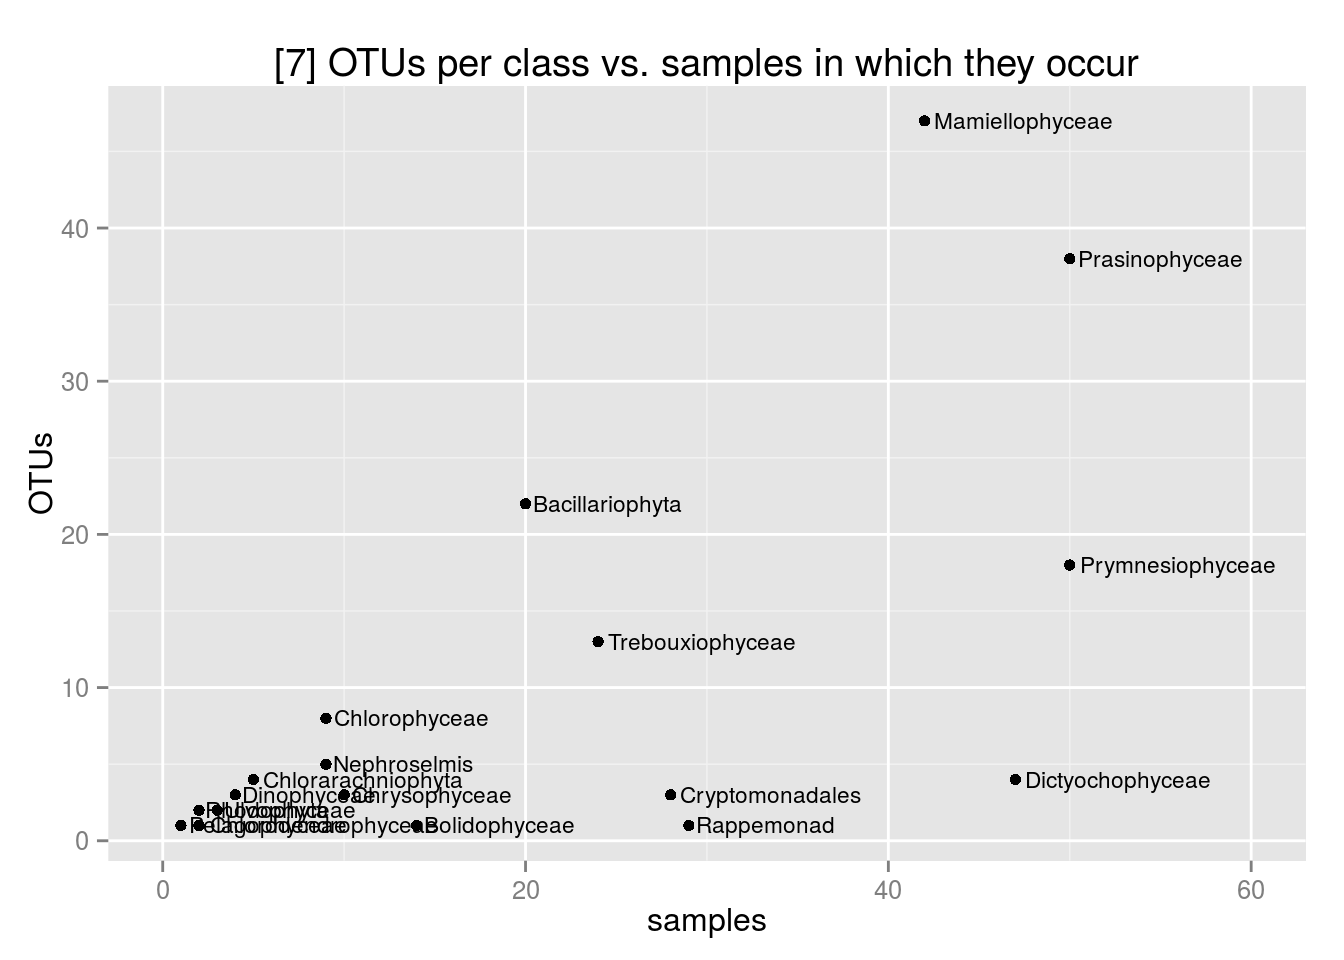 [7] OTUs per class vs. samples in which they occur
Mamiellophyceae
40
Prasinophyceae
30
OTUs
Bacillariophyta
20
Prymnesiophyceae
Trebouxiophyceae
10
Chlorophyceae
Nephroselmis
Chlorarachniophyta
Dictyochophyceae
Dinophyceae
Chrysophyceae
Cryptomonadales
Bolidophyceae
Rappemonad
0
0 20 40 60
samples